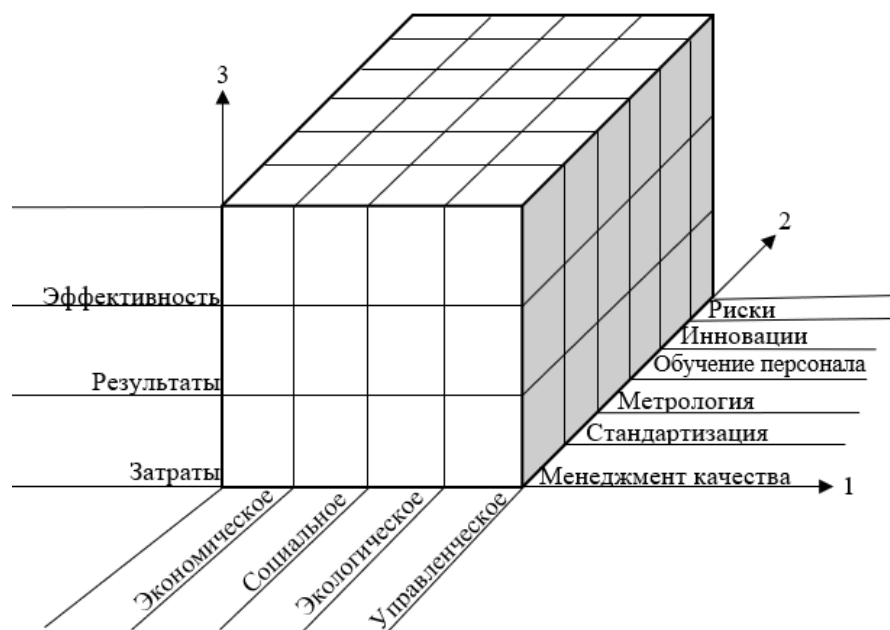 3
2
Эффективность
Риски
Инновации
Обучение персонала
Результаты
Метрология
Стандартизация
Затраты
Менеджмент качества
1
Экономическое
Социальное
Экологическое
Управленческое